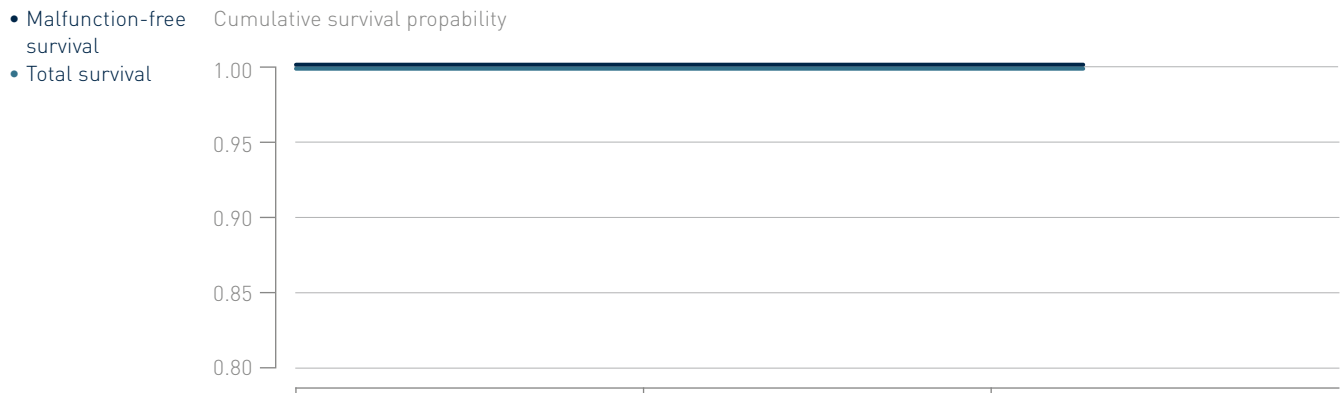 • Malfunction-free
survival
• Total survival
Cumulative survival propability
1.00
0.95
0.90
0.85
0.80